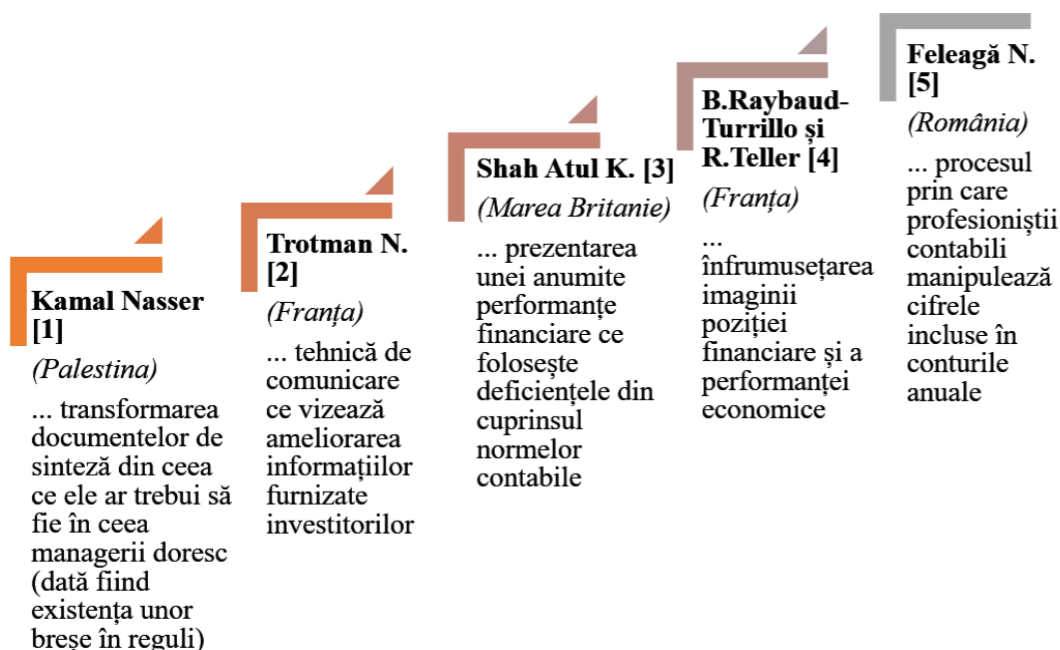 Kamal Nasser
[1]
(Palestina)
... transformarea
documentelor de
sinteză din ceea
ce ele ar trebui să
fie în ceea
managerii doresc
(dată fiind
existența unor
breșe în reguli)
Trotman N.
[2]
(Franța)
... tehnică de
comunicare
ce vizează
ameliorarea
informațiilor
furnizate
investitorilor
Shah Atul K. [3]
(Marea Britanie)
... prezentarea
unei anumite
performanțe
financiare ce
folosește
deficiențele din
cuprinsul
normelor
contabile
B.Raybaud-
Turrillo și
R.Teller [4]
(Franța)
...
înfrumusețarea
imaginii
poziției
financiare și a
performanței
economice
Feleagă N.
[5]
(România)
... procesul
prin care
profesioniștii
contabili
manipulează
cifrele
incluse în
conturile
anuale